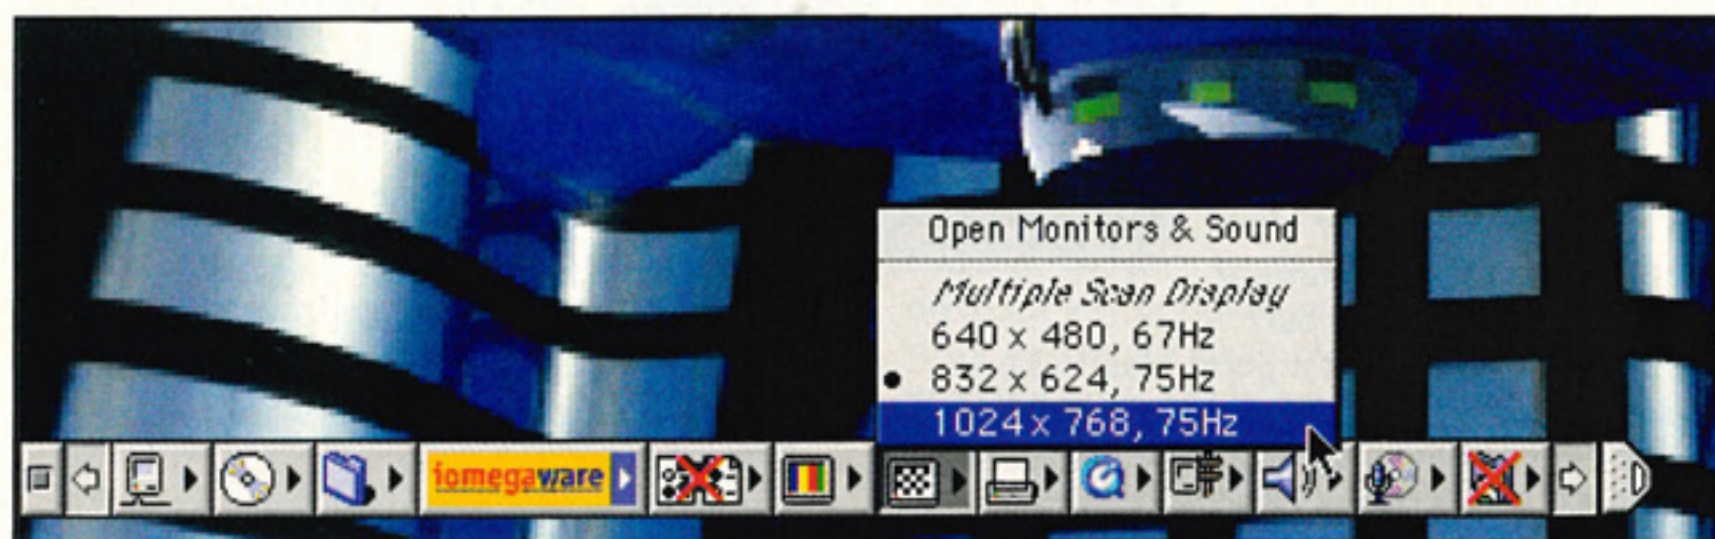 Open Monitors & Sound
Multiple Scan Display
640 x 480, 67Hz
832 x 624, 75Hz
1024 x 768, 75Hz
iomegaware